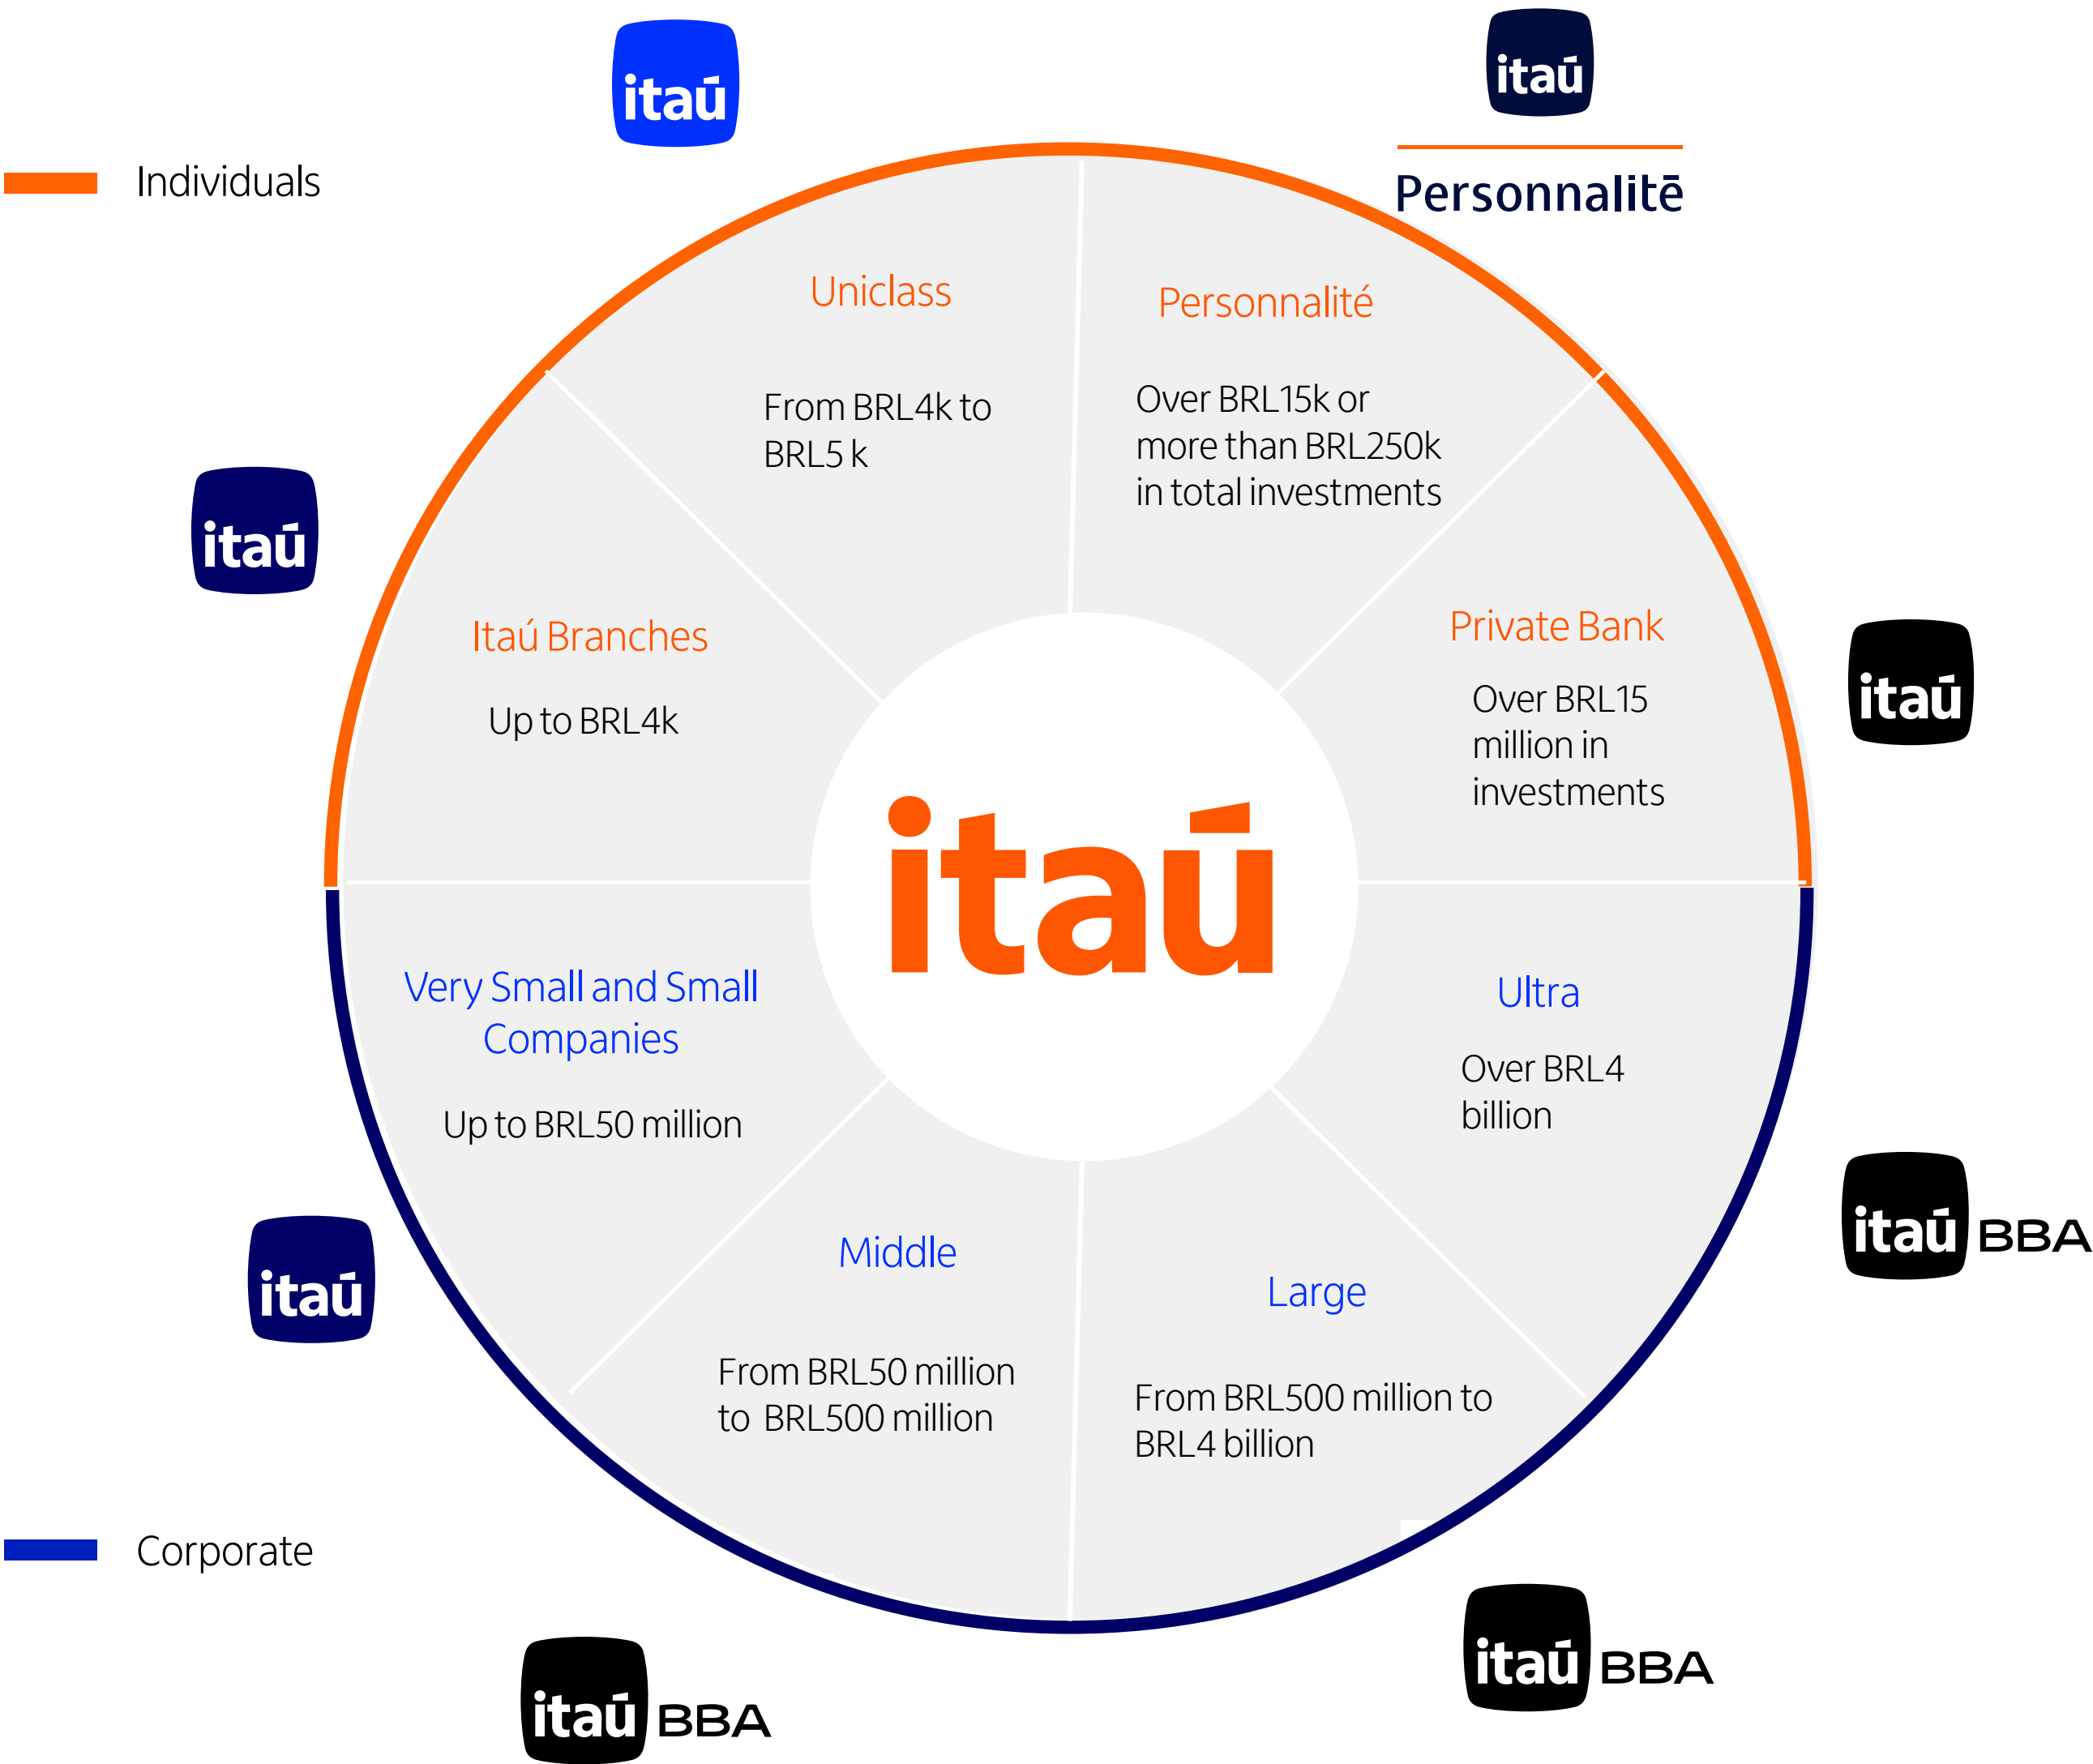 itaú
itaú
Personnalitē
Individuals
Uniclass
From BRL4k to
BRL5 k
Personnalité
Over BRL15k or
more than BRL250k
in total investments
itaú
Itaú Branches
Up to BRL4k
Private Bank
Over BRL15
million in
investments
itaú
itaú
Very Small and Small
Companies
Up to BRL50 million
Ultra
Over BRL4
billion
itaú BBA
itaú
Middle
From BRL50 million
to BRL500 million
Large
From BRL500 million to
BRL4 billion
Corporate
itaú BBA
itaú BBA